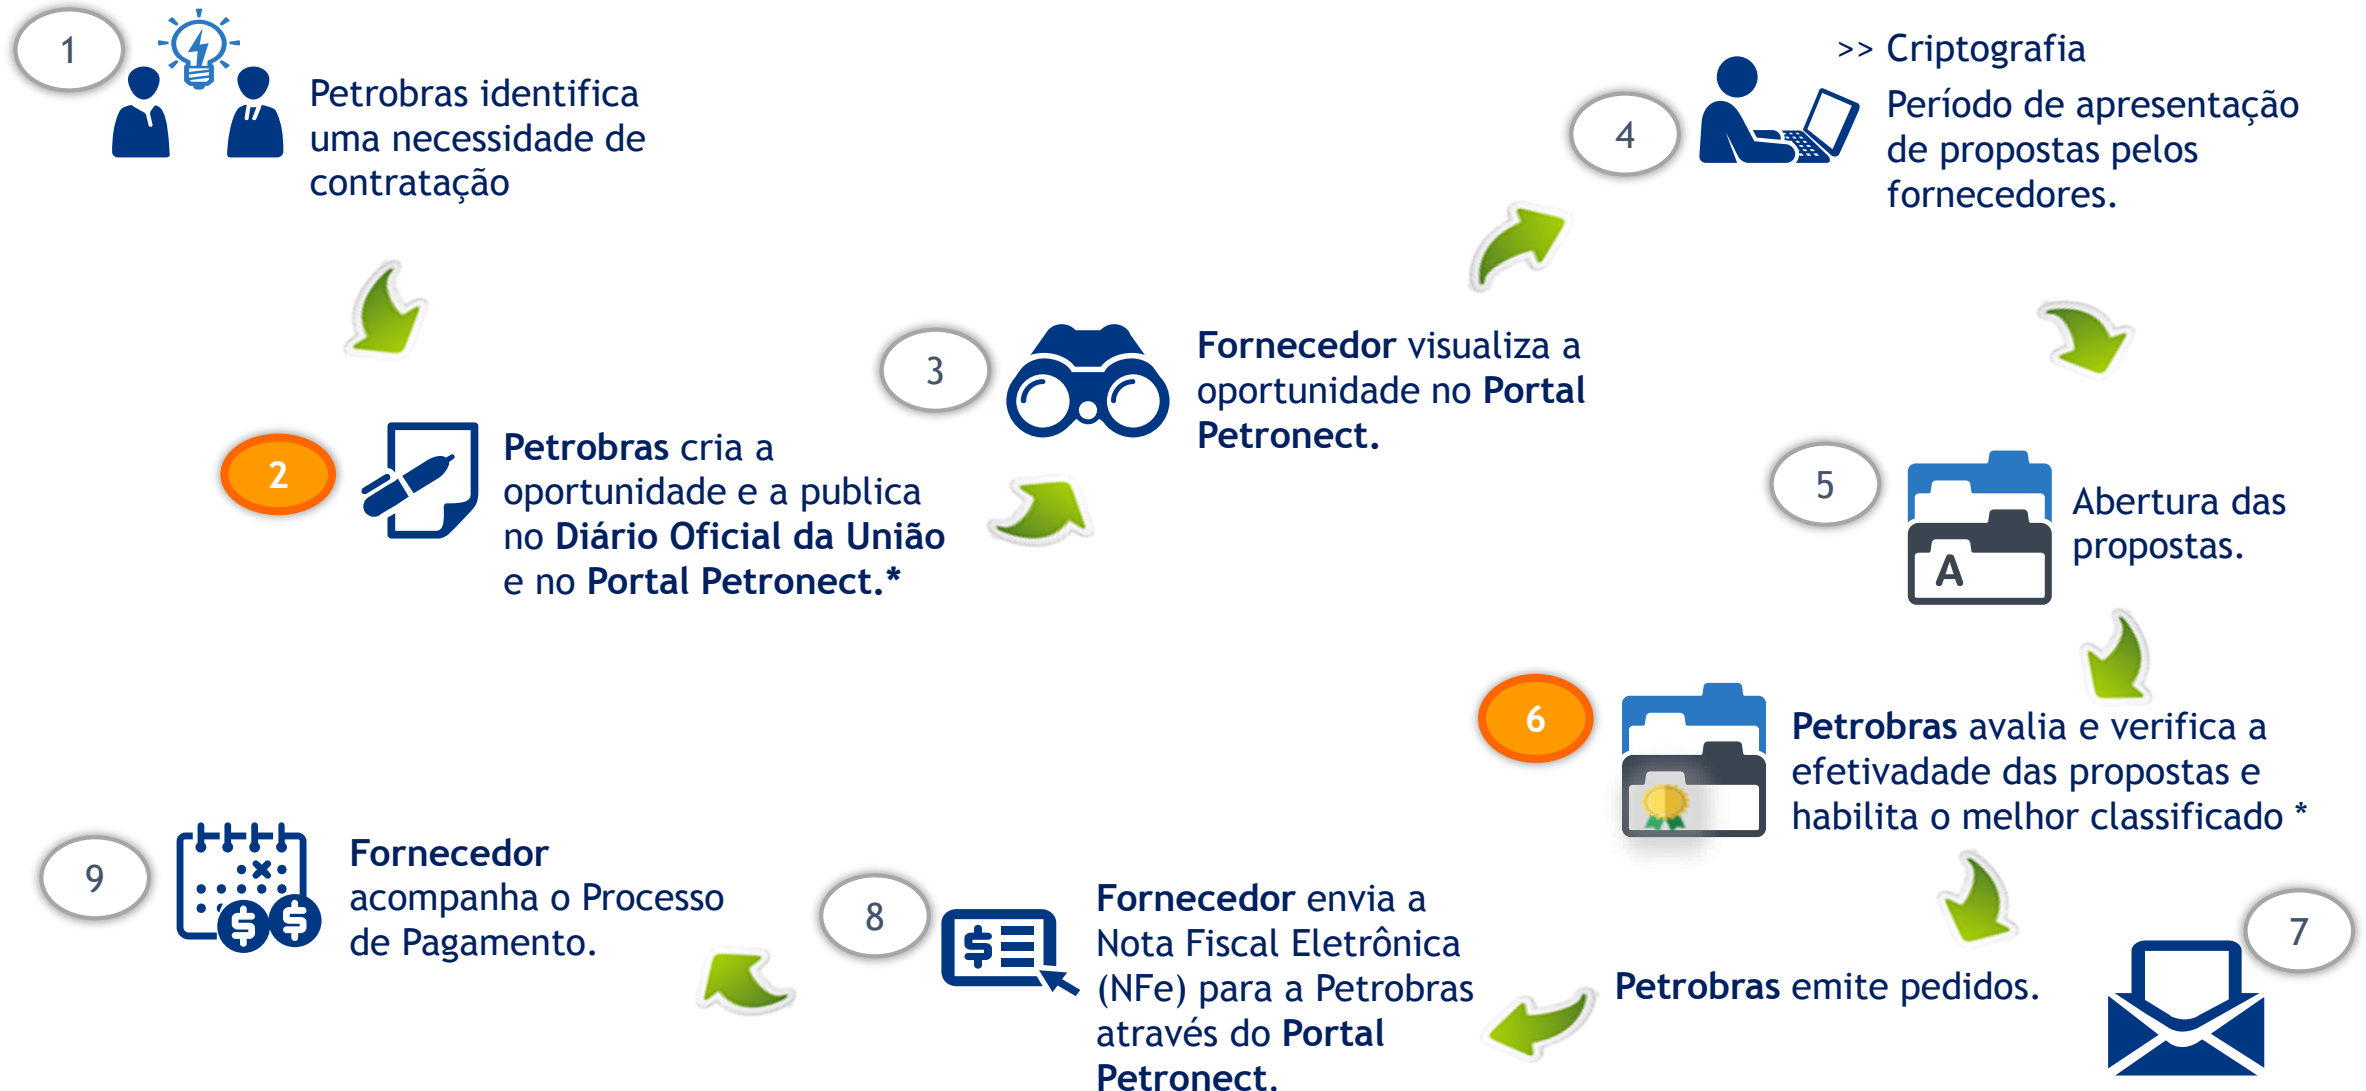 1
Petrobras identifica
uma necessidade de
contratação
2
Petrobras cria a
oportunidade e a publica
no Diário Oficial da União
e no Portal Petronect.*
3
Fornecedor visualiza a
oportunidade no Portal
Petronect.
4
>> Criptografia
Período de apresentação
de propostas pelos
fornecedores.
5
A
Abertura das
propostas.
6
Petrobras avalia e verifica a
efetivadade das propostas e
habilita o melhor classificado *
7
Petrobras emite pedidos.
8
$
Fornecedor envia a
Nota Fiscal Eletrônica
(NFe) para a Petrobras
através do Portal
Petronect.
9
$ $
Fornecedor
acompanha o Processo
de Pagamento.